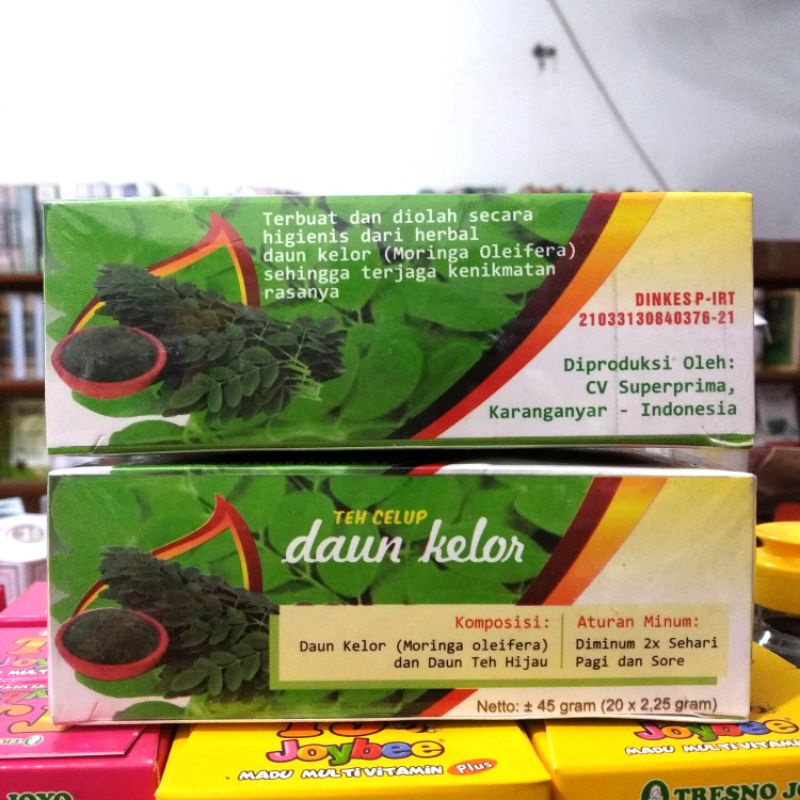 Terbuat dan diolah secara
higienis dari herbal
daun kelor (Moringa Oleifera)
sehingga terjaga kenikmatan
rasanya
DINKES P-IRT
21033130840376-21
Diproduksi Oleh:
CV Superprima,
Karanganyar - Indonesia
TEH CELUP
daun kelor
Komposisi:
Daun Kelor (Moringa oleifera)
dan Daun Teh Hijau
Aturan Minum:
Diminum 2x Sehari
Pagi dan Sore
Netto: ± 45 gram (20 x 2,25 gram)
Joybee
MADU MULTIVITAMIN Plus
Joybee
MADU MULTIVITAMIN
TRESNO JO
JOYO